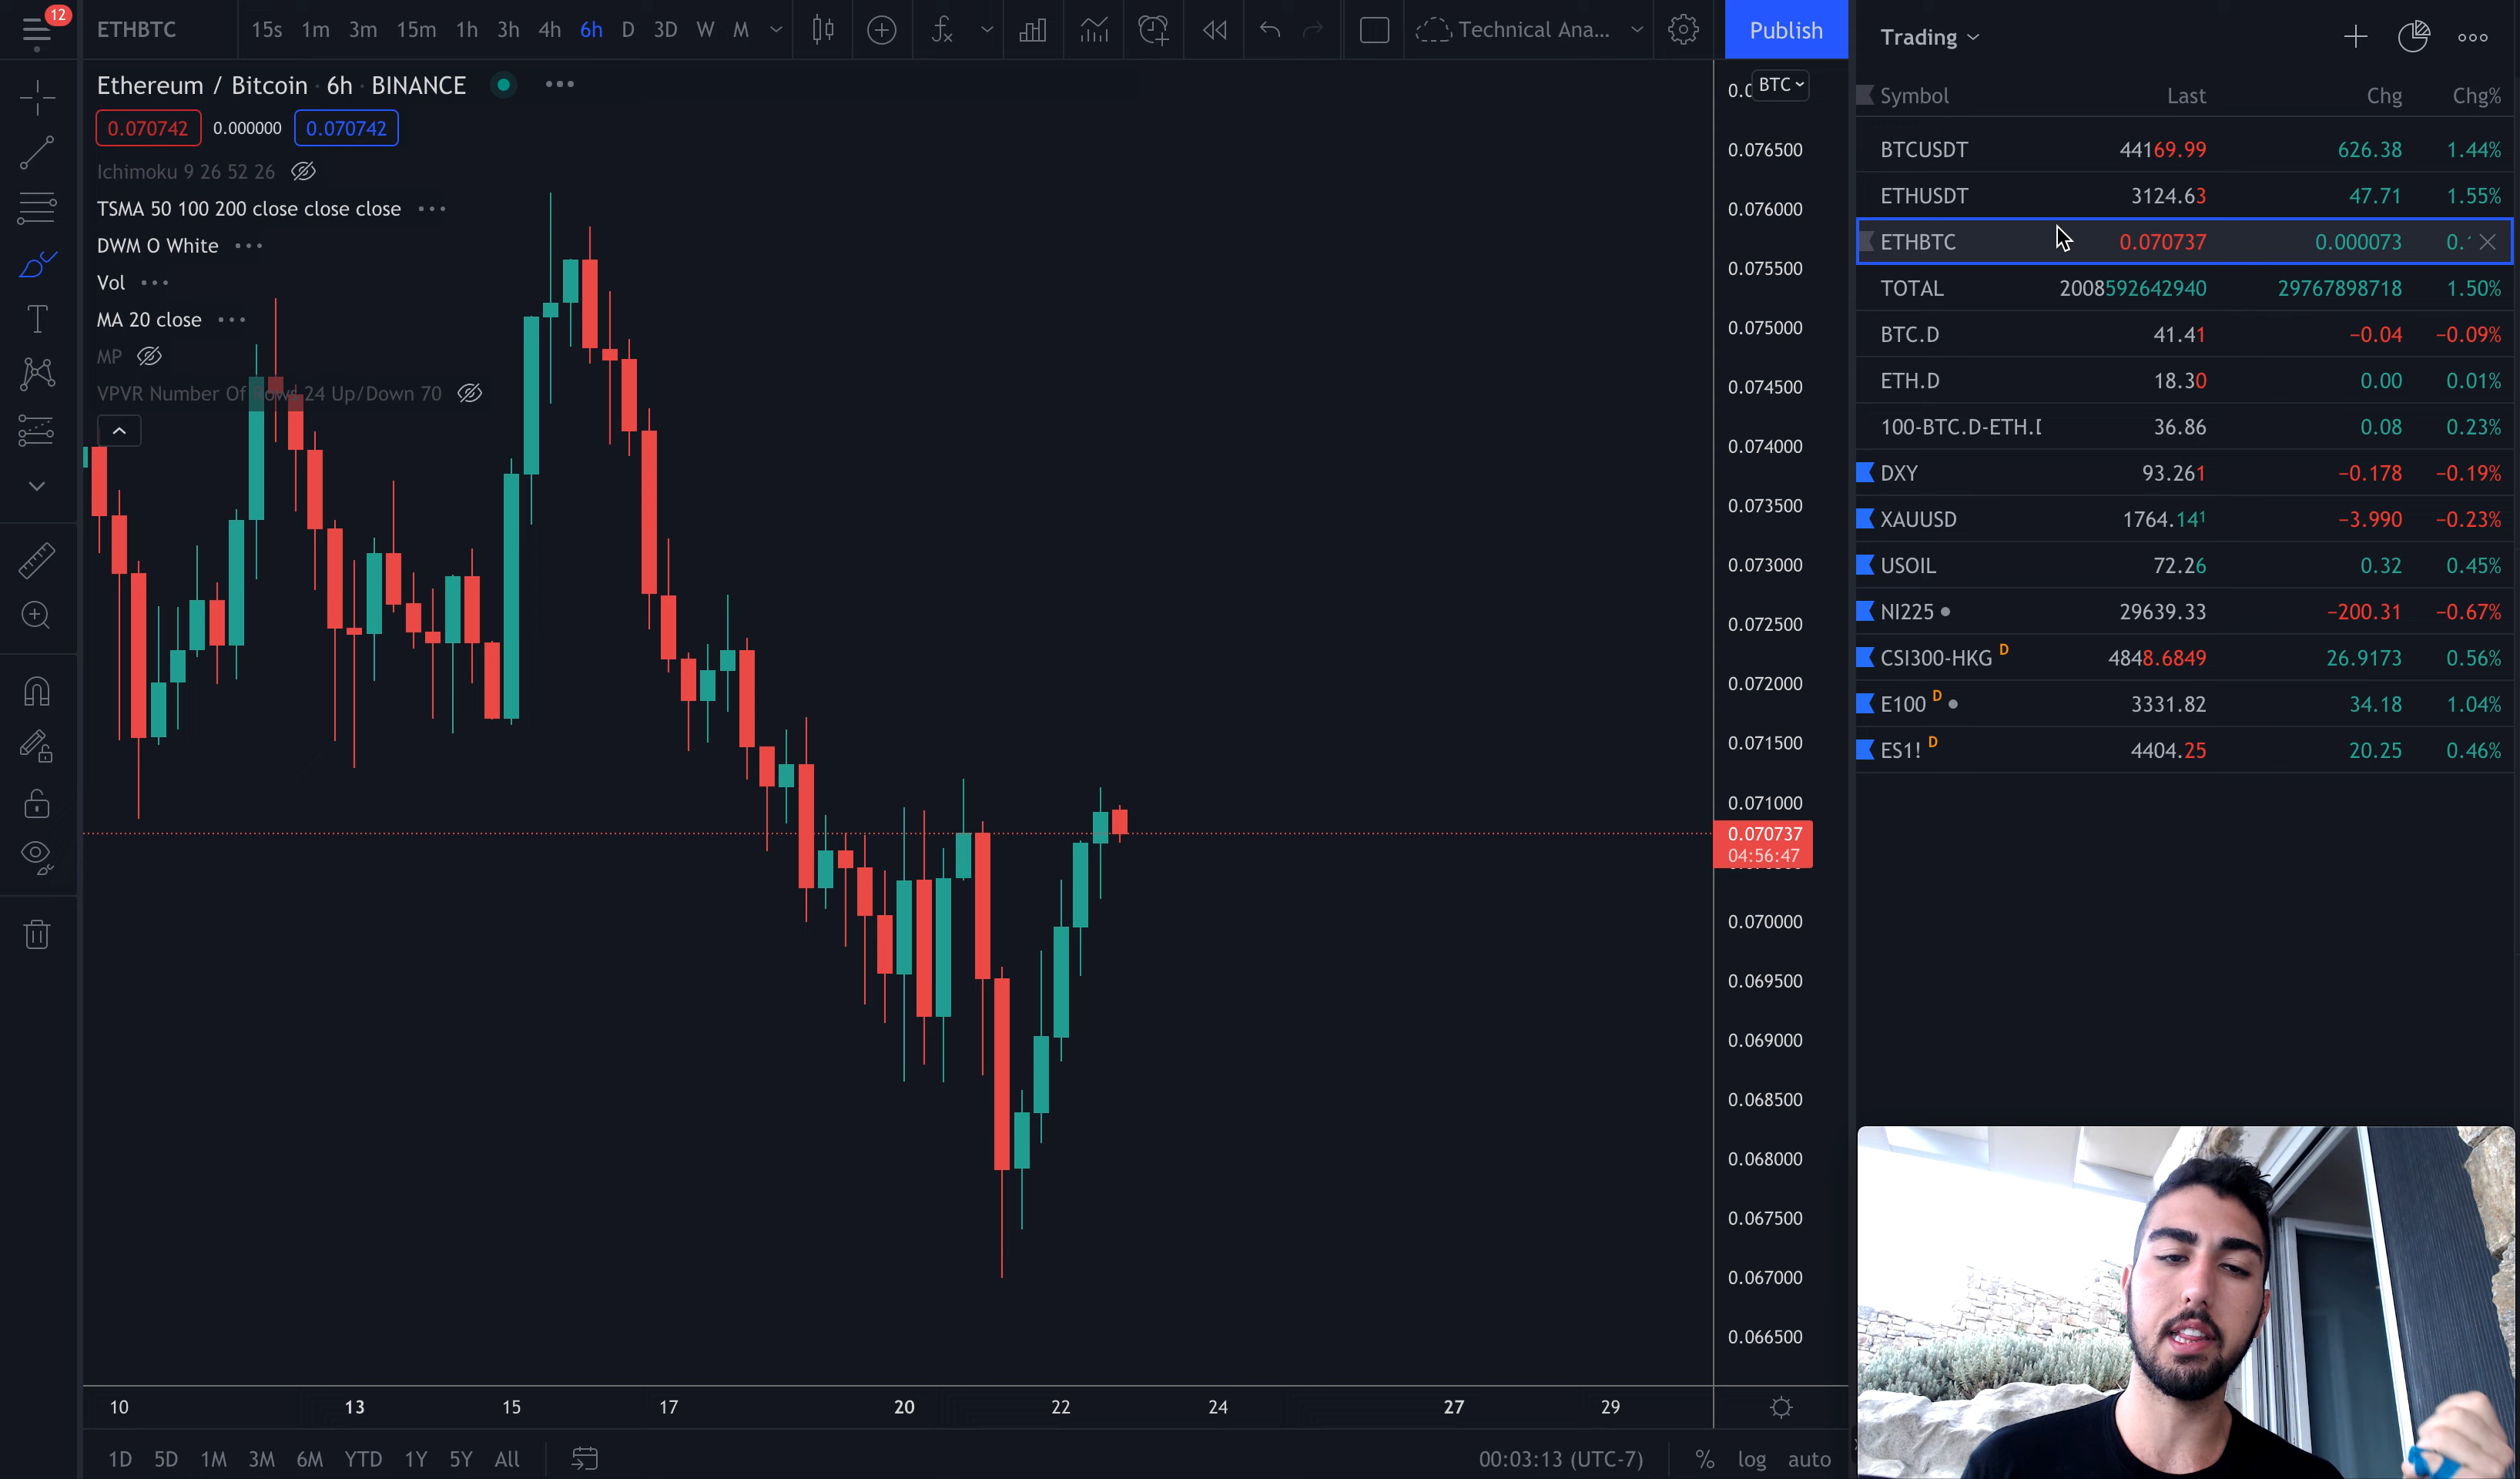 12
ETHBTC 15s 1m 3m 15m 1h 3h 4h 6h D 3D W M Technical Ana... Publish
Ethereum / Bitcoin · 6h · BINANCE
0.070742 0.000000 0.070742
Ichimoku 9 26 52 26
TSMA 50 100 200 close close close
DWM O White
Vol
MA 20 close
MP
VPVR Number Of Rows 24 Up/Down 70
BTC
0.076500
0.076000
0.075500
0.075000
0.074500
0.074000
0.073500
0.073000
0.072500
0.072000
0.071500
0.071000
0.070737
04:56:47
0.070000
0.069500
0.069000
0.068500
0.068000
0.067500
0.067000
0.066500
10 13 15 17 20 22 24 27 29
1D 5D 1M 3M 6M YTD 1Y 5Y All 00:03:13 (UTC-7) % log auto
Trading
Symbol Last Chg Chg%
BTCUSDT 44169.99 626.38 1.44%
ETHUSDT 3124.63 47.71 1.55%
ETHBTC 0.070737 0.000073
TOTAL 2008592642940 29767898718 1.50%
BTC.D 41.41 −0.04 −0.09%
ETH.D 18.30 0.00 0.01%
100-BTC.D-ETH. 36.86 0.08 0.23%
DXY 93.261 −0.178 −0.19%
XAUUSD 1764.141 −3.990 −0.23%
USOIL 72.26 0.32 0.45%
NI225 29639.33 −200.31 −0.67%
CSI300-HKG D 4848.6849 26.9173 0.56%
E100 D 3331.82 34.18 1.04%
ES1! D 4404.25 20.25 0.46%